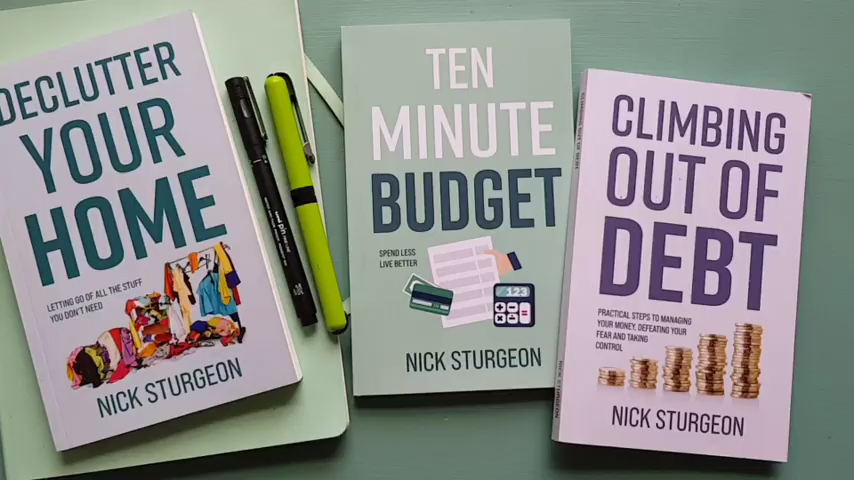 DECLUTTER
YOUR
HOME
LETTING GO OF ALL THE STUFF
YOU DON'T NEED
NICK STURGEON
pin
TEN
MINUTE
BUDGET
SPEND LESS
LIVE BETTER
123
NICK STURGEON
CLIMBING
OUT OF
DEBT
PRACTICAL STEPS TO MANAGING
YOUR MONEY, DEFEATING YOUR
FEAR AND TAKING
CONTROL
NICK STURGEON